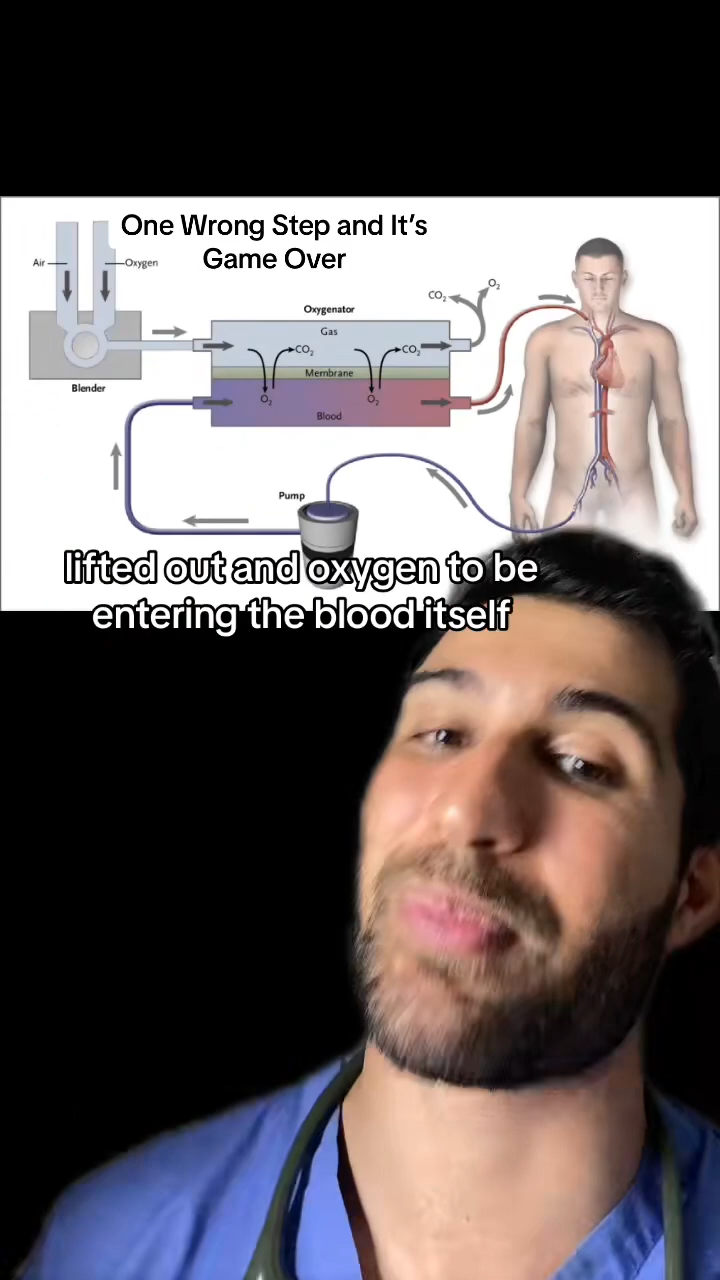 One Wrong Step and It's
Game Over
Air
Oxygen
Blender
Oxygenator
Gas
CO₂
CO₂
CO₂
O₂
Membrane
O₂
O₂
Blood
Pump
lifted out and oxygen to be
entering the blood itself